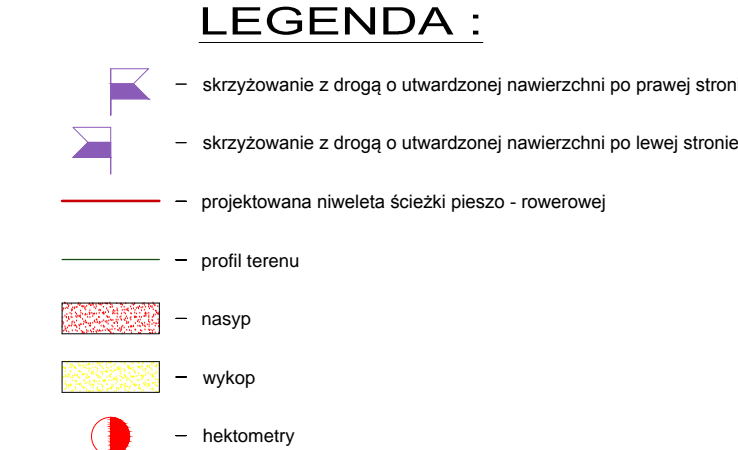 LEGENDA :
– skrzyżowanie z drogą o utwardzonej nawierzchni po prawej stron
– skrzyżowanie z drogą o utwardzonej nawierzchni po lewej stronie
– projektowana niweleta ścieżki pieszo - rowerowej
– profil terenu
– nasyp
– wykop
– hektometry